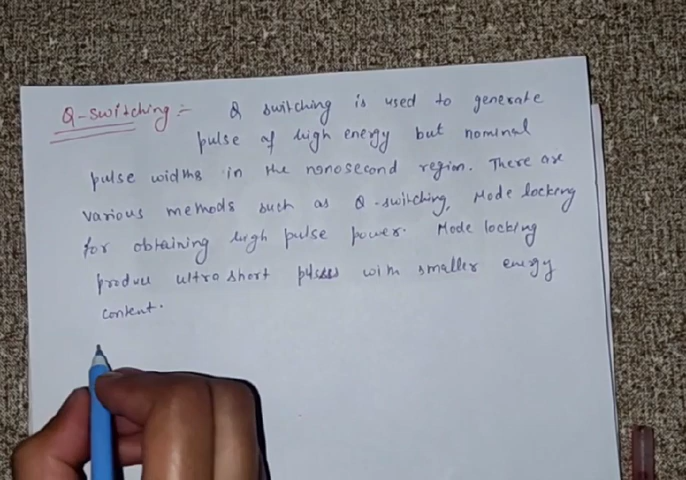 Q-switching :- Q switching is used to generate
pulse of high energy but nominal
pulse widths in the nanosecond region. There are
various methods such as Q-switching, Mode locking
for obtaining high pulse power. Mode locking
produce ultra short pulses with smaller energy
content.